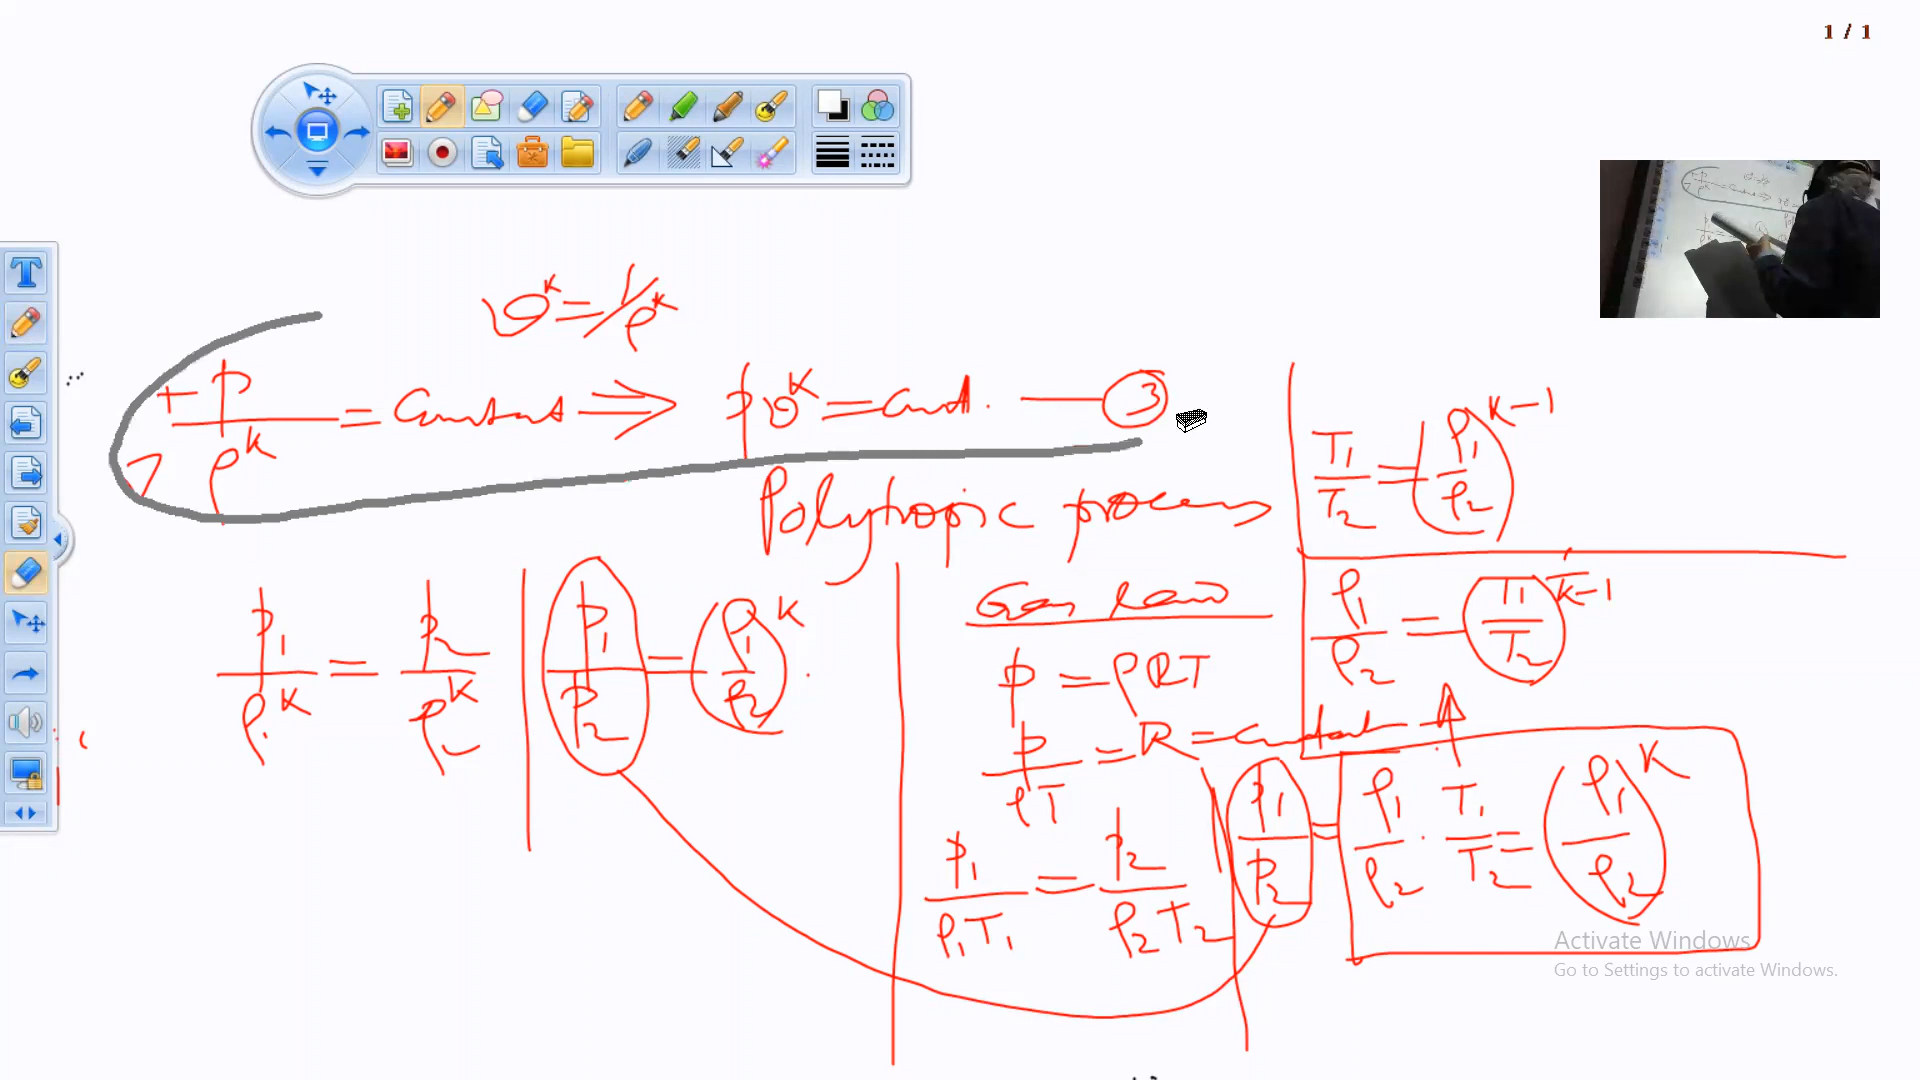 1 / 1
v^k = 1/ρ^k
p/ρ^k = Constant ⇒ p v^k = Const. — ③
Polytropic process
p₁/ρ₁^k = p₂/ρ₂^k
p₁/p₂ = (ρ₁/ρ₂)^k
Gas law
p = ρRT
p/ρT = R = constant
p₁/ρ₁T₁ = p₂/ρ₂T₂
p₁/p₂ = ρ₁/ρ₂ · T₁/T₂ = (ρ₁/ρ₂)^k
T₁/T₂ = (ρ₁/ρ₂)^k-1
ρ₁/ρ₂ = (T₁/T₂)^1/k-1
Activate Windows
Go to Settings to activate Windows.